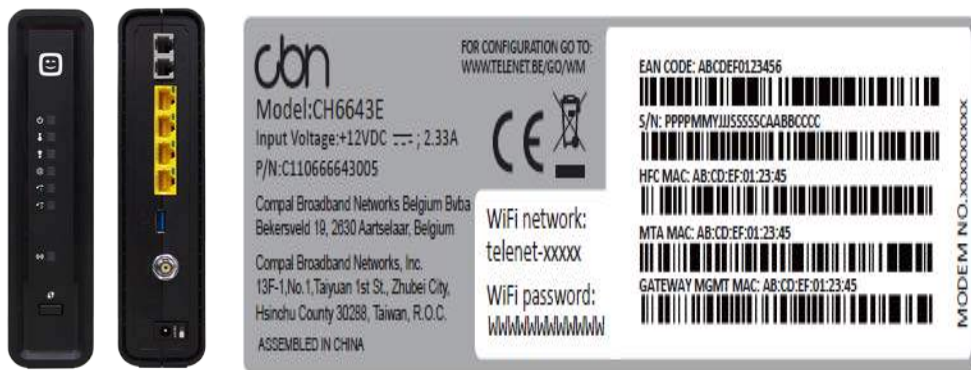 cbn
Model:CH6643E
Input Voltage:+12VDC ⎓ ; 2.33A
P/N:C110666643005
Compal Broadband Networks Belgium Bvba
Bekersveld 19, 2630 Aartselaar, Belgium
Compal Broadband Networks, Inc.
13F-1,No.1,Taiyuan 1st St., Zhubei City,
Hsinchu County 30288, Taiwan, R.O.C.
ASSEMBLED IN CHINA
FOR CONFIGURATION GO TO:
WWW.TELENET.BE/GO/WM
CE
WiFi network:
telenet-xxxxx
WiFi password:
WWWWWWWWWWWW
EAN CODE: ABCDEF0123456
S/N: PPPPMMYJJJSSSSSCAABBCCCC
HFC MAC: AB:CD:EF:01:23:45
MTA MAC: AB:CD:EF:01:23:45
GATEWAY MGMT MAC: AB:CD:EF:01:23:45
MODEM NO.xxxxxxxxxx